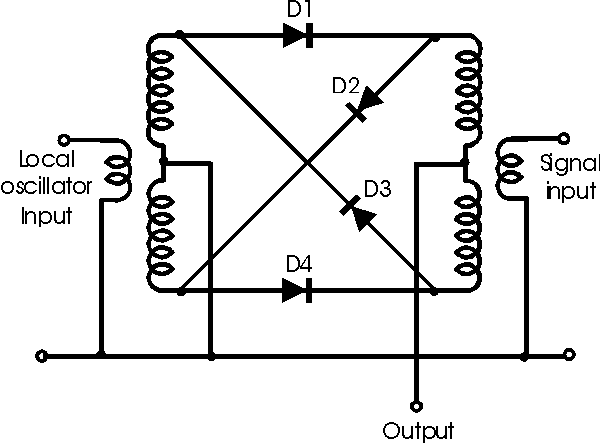 D1
D2
Local
oscillator
Input
Signal
input
D3
D4
Output